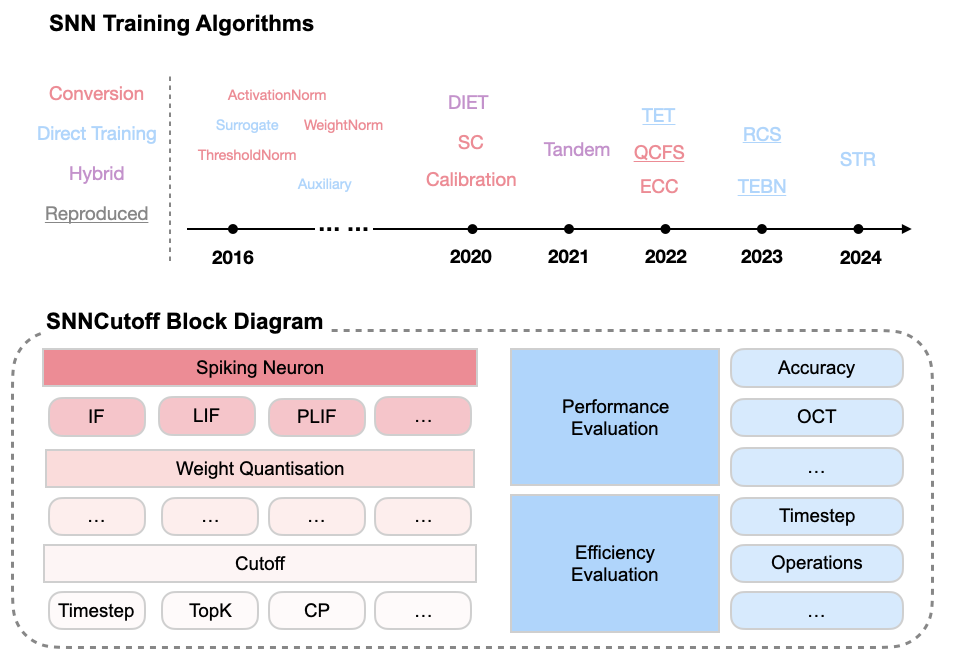 SNN Training Algorithms
Conversion
Direct Training
Hybrid
Reproduced
ActivationNorm
Surrogate
WeightNorm
ThresholdNorm
Auxiliary
DIET
SC
Calibration
Tandem
TET
QCFS
ECC
RCS
TEBN
STR
... ...
2016
2020
2021
2022
2023
2024
SNNCutoff Block Diagram
Spiking Neuron
IF
LIF
PLIF
...
Weight Quantisation
...
...
...
...
Cutoff
Timestep
TopK
CP
...
Performance
Evaluation
Accuracy
OCT
...
Efficiency
Evaluation
Timestep
Operations
...